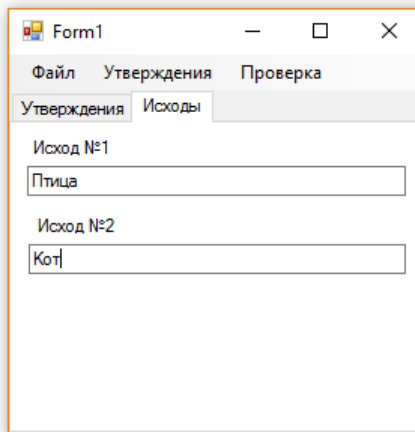 Form1
Файл Утверждения Проверка
Утверждения Исходы
Исход №1
Птица
Исход №2
Кот